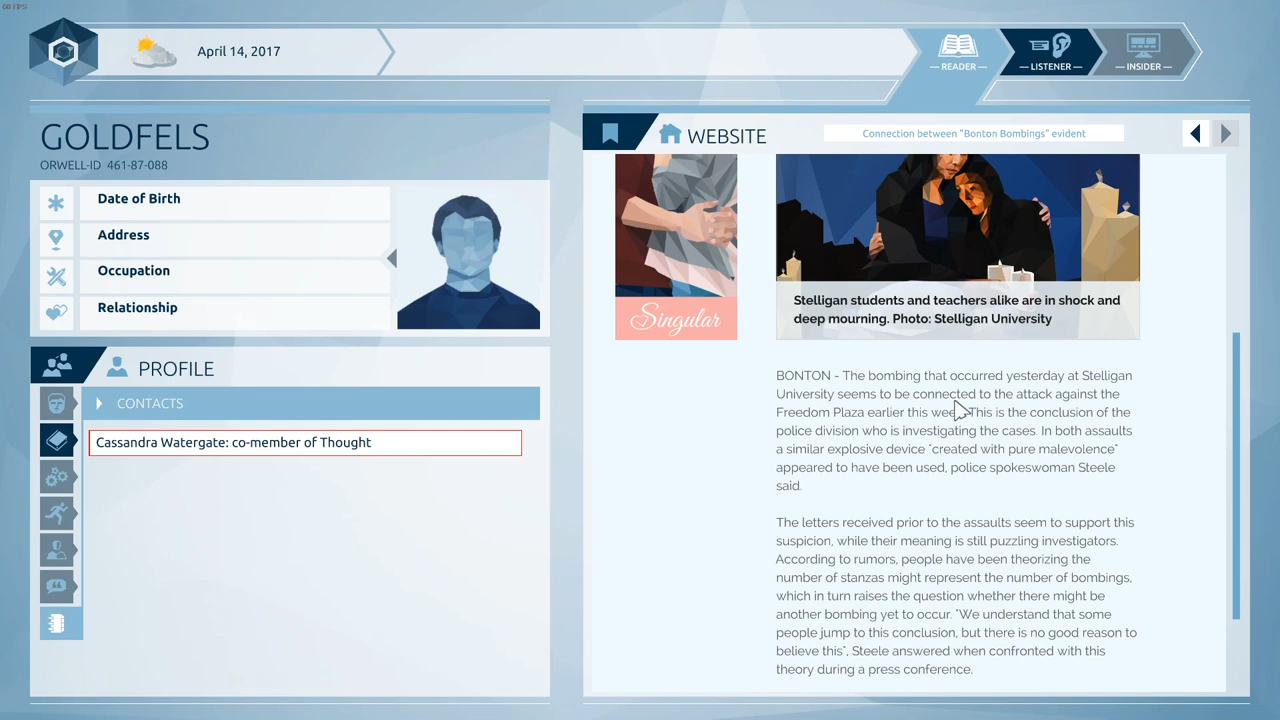 60 FPS
April 14, 2017
READER
LISTENER
INSIDER
GOLDFELS
ORWELL-ID 461-87-088
Date of Birth
Address
Occupation
Relationship
PROFILE
CONTACTS
Cassandra Watergate: co-member of Thought
WEBSITE
Connection between "Bonton Bombings" evident
Singular
Stelligan students and teachers alike are in shock and
deep mourning. Photo: Stelligan University
BONTON - The bombing that occurred yesterday at Stelligan
University seems to be connected to the attack against the
Freedom Plaza earlier this week. This is the conclusion of the
police division who is investigating the cases. In both assaults
a similar explosive device "created with pure malevolence"
appeared to have been used, police spokeswoman Steele
said.
The letters received prior to the assaults seem to support this
suspicion, while their meaning is still puzzling investigators.
According to rumors, people have been theorizing the
number of stanzas might represent the number of bombings,
which in turn raises the question whether there might be
another bombing yet to occur. "We understand that some
people jump to this conclusion, but there is no good reason to
believe this", Steele answered when confronted with this
theory during a press conference.